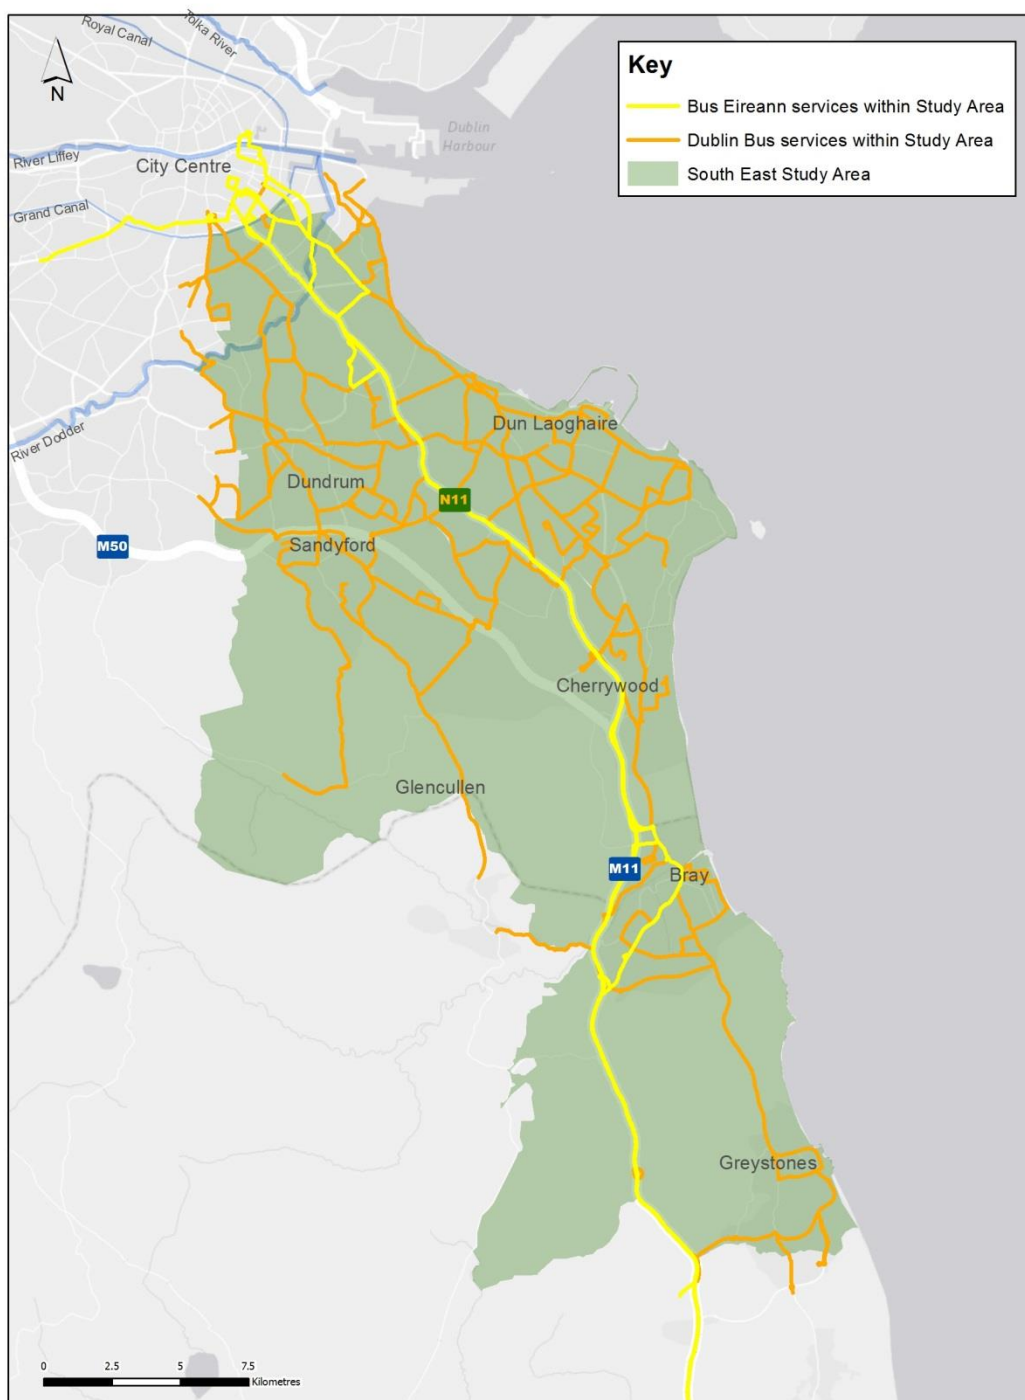 Tolka River
Royal Canal
N
Key
Bus Eireann services within Study Area
Dublin Bus services within Study Area
South East Study Area
Dublin
Harbour
River Liffey
City Centre
Grand Canal
River Dodder
Dun Laoghaire
Dundrum
N11
M50
Sandyford
Cherrywood
Glencullen
M11
Bray
Greystones
0 2.5 5 7.5
Kilometres